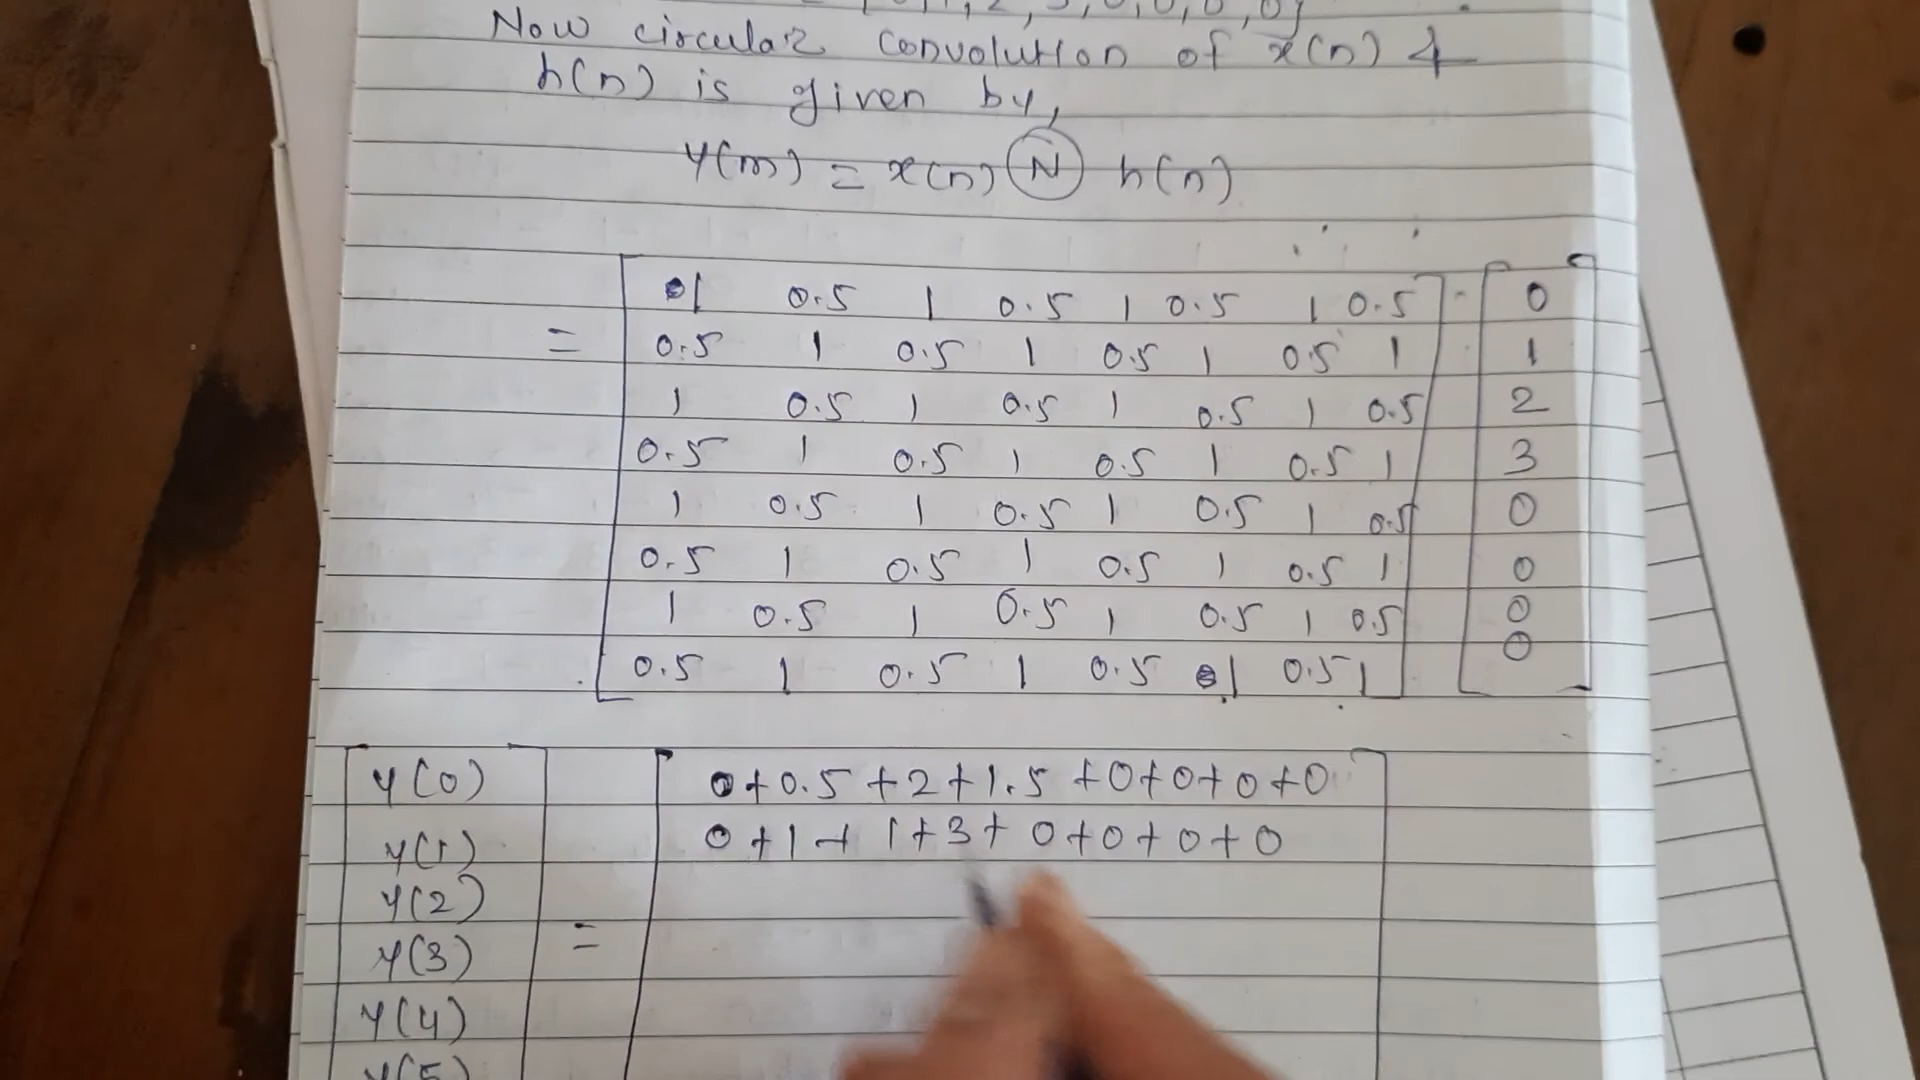 2, 3, 0, 0, 0, 0}
Now circular convolution of x(n) &
h(n) is given by,
y(m) = x(n) Ⓝ h(n)
= [ 1 0.5 1 0.5 1 0.5 1 0.5 ] [ 0 ]
0.5 1 0.5 1 0.5 1 0.5 1 1
1 0.5 1 0.5 1 0.5 1 0.5 2
0.5 1 0.5 1 0.5 1 0.5 1 3
1 0.5 1 0.5 1 0.5 1 0.5 0
0.5 1 0.5 1 0.5 1 0.5 1 0
1 0.5 1 0.5 1 0.5 1 0.5 0
0.5 1 0.5 1 0.5 1 0.5 1 0
y(0) 0+0.5+2+1.5+0+0+0+0
y(1) 0+1+1+3+0+0+0+0
y(2)
y(3) =
y(4)
y(5)